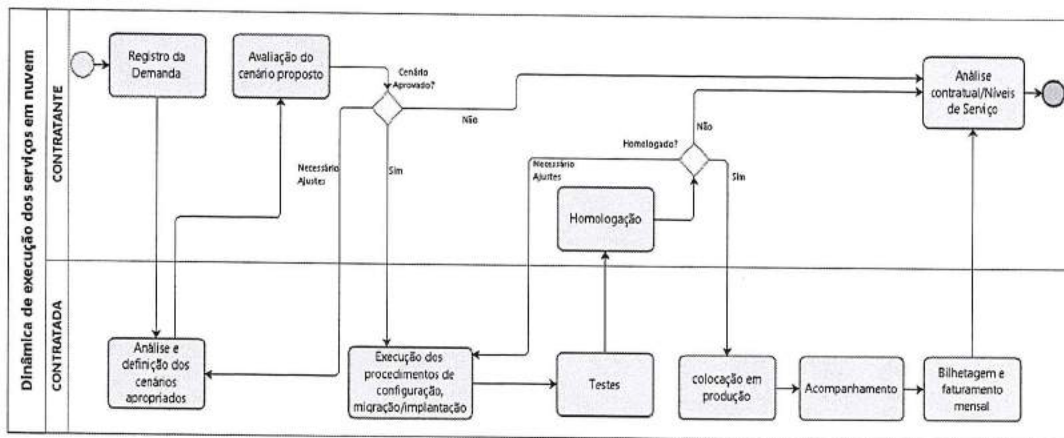 Dinâmica de execução dos serviços em nuvem
CONTRATANTE
Registro da
Demanda
Avaliação do
cenário proposto
Cenário
Aprovado?
Não
Necessário
Ajustes
Sim
Homologado?
Não
Necessário
Ajustes
Sim
Homologação
Análise
contratual/Níveis
de Serviço
CONTRATADA
Análise e
definição dos
cenários
apropriados
Execução dos
procedimentos de
configuração,
migração/implantação
Testes
colocação em
produção
Acompanhamento
Bilhetagem e
faturamento
mensal